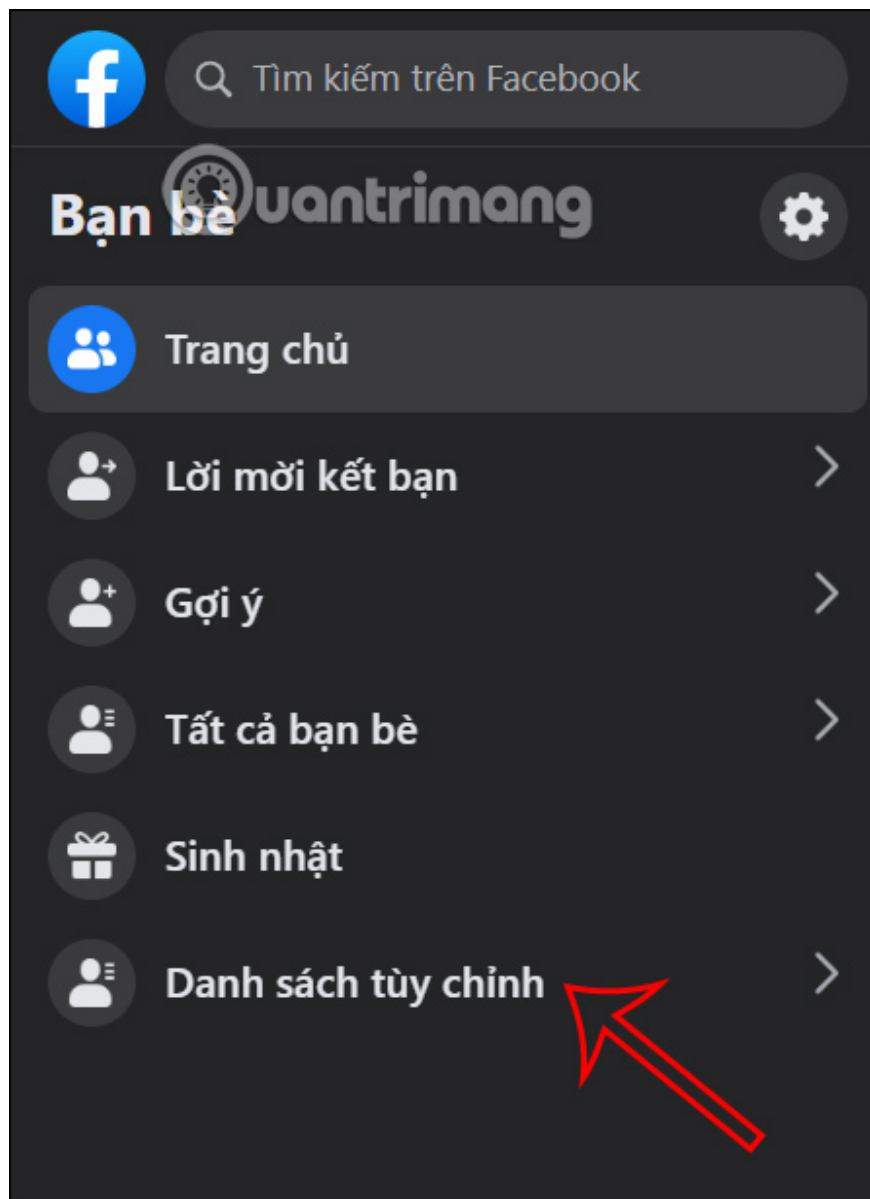 Tìm kiếm trên Facebook
Quantrimang
Bạn bè
Trang chủ
Lời mời kết bạn
Gợi ý
Tất cả bạn bè
Sinh nhật
Danh sách tùy chỉnh